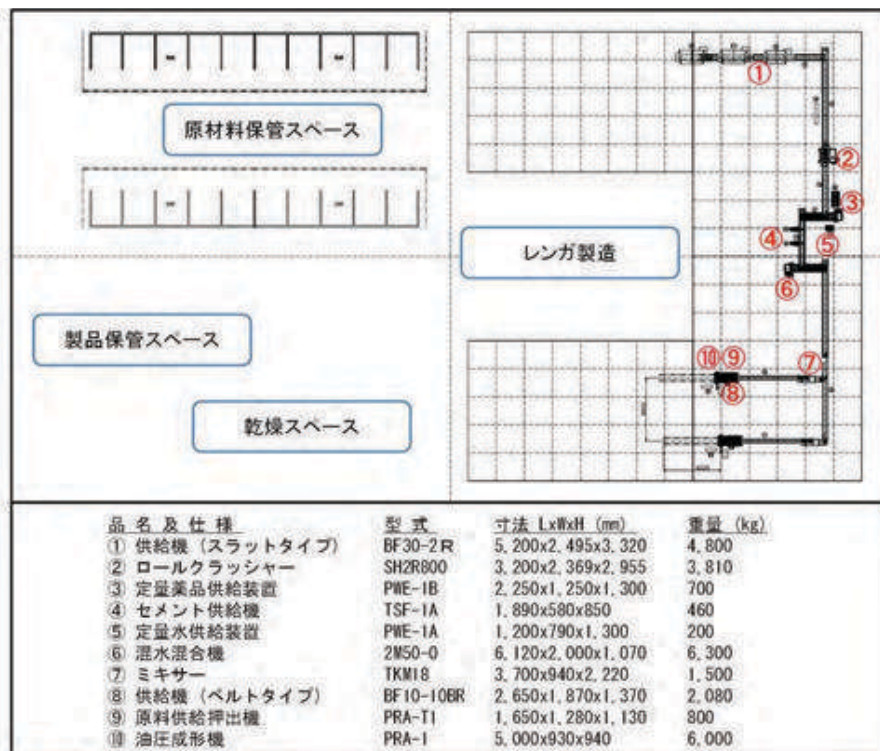 原材料保管スペース
①
②
③
レンガ製造
④
⑤
⑥
製品保管スペース
⑩ ⑨
⑦
⑧
乾燥スペース
品 名 及 仕 様 型 式 寸法 LxWxH (mm) 重量 (kg)
① 供給機 (スラットタイプ) BF30-2R 5,200x2,495x3,320 4,800
② ロールクラッシャー SH2R800 3,200x2,369x2,955 3,810
③ 定量薬品供給装置 PWE-1B 2,250x1,250x1,300 700
④ セメント供給機 TSF-1A 1,890x580x850 460
⑤ 定量水供給装置 PWE-1A 1,200x790x1,300 200
⑥ 混水混合機 2M50-0 6,120x2,000x1,070 6,300
⑦ ミキサー TKM18 3,700x940x2,220 1,500
⑧ 供給機 (ベルトタイプ) BF10-10BR 2,650x1,870x1,370 2,080
⑨ 原料供給押出機 PRA-T1 1,650x1,280x1,130 800
⑩ 油圧成形機 PRA-1 5,000x930x940 6,000